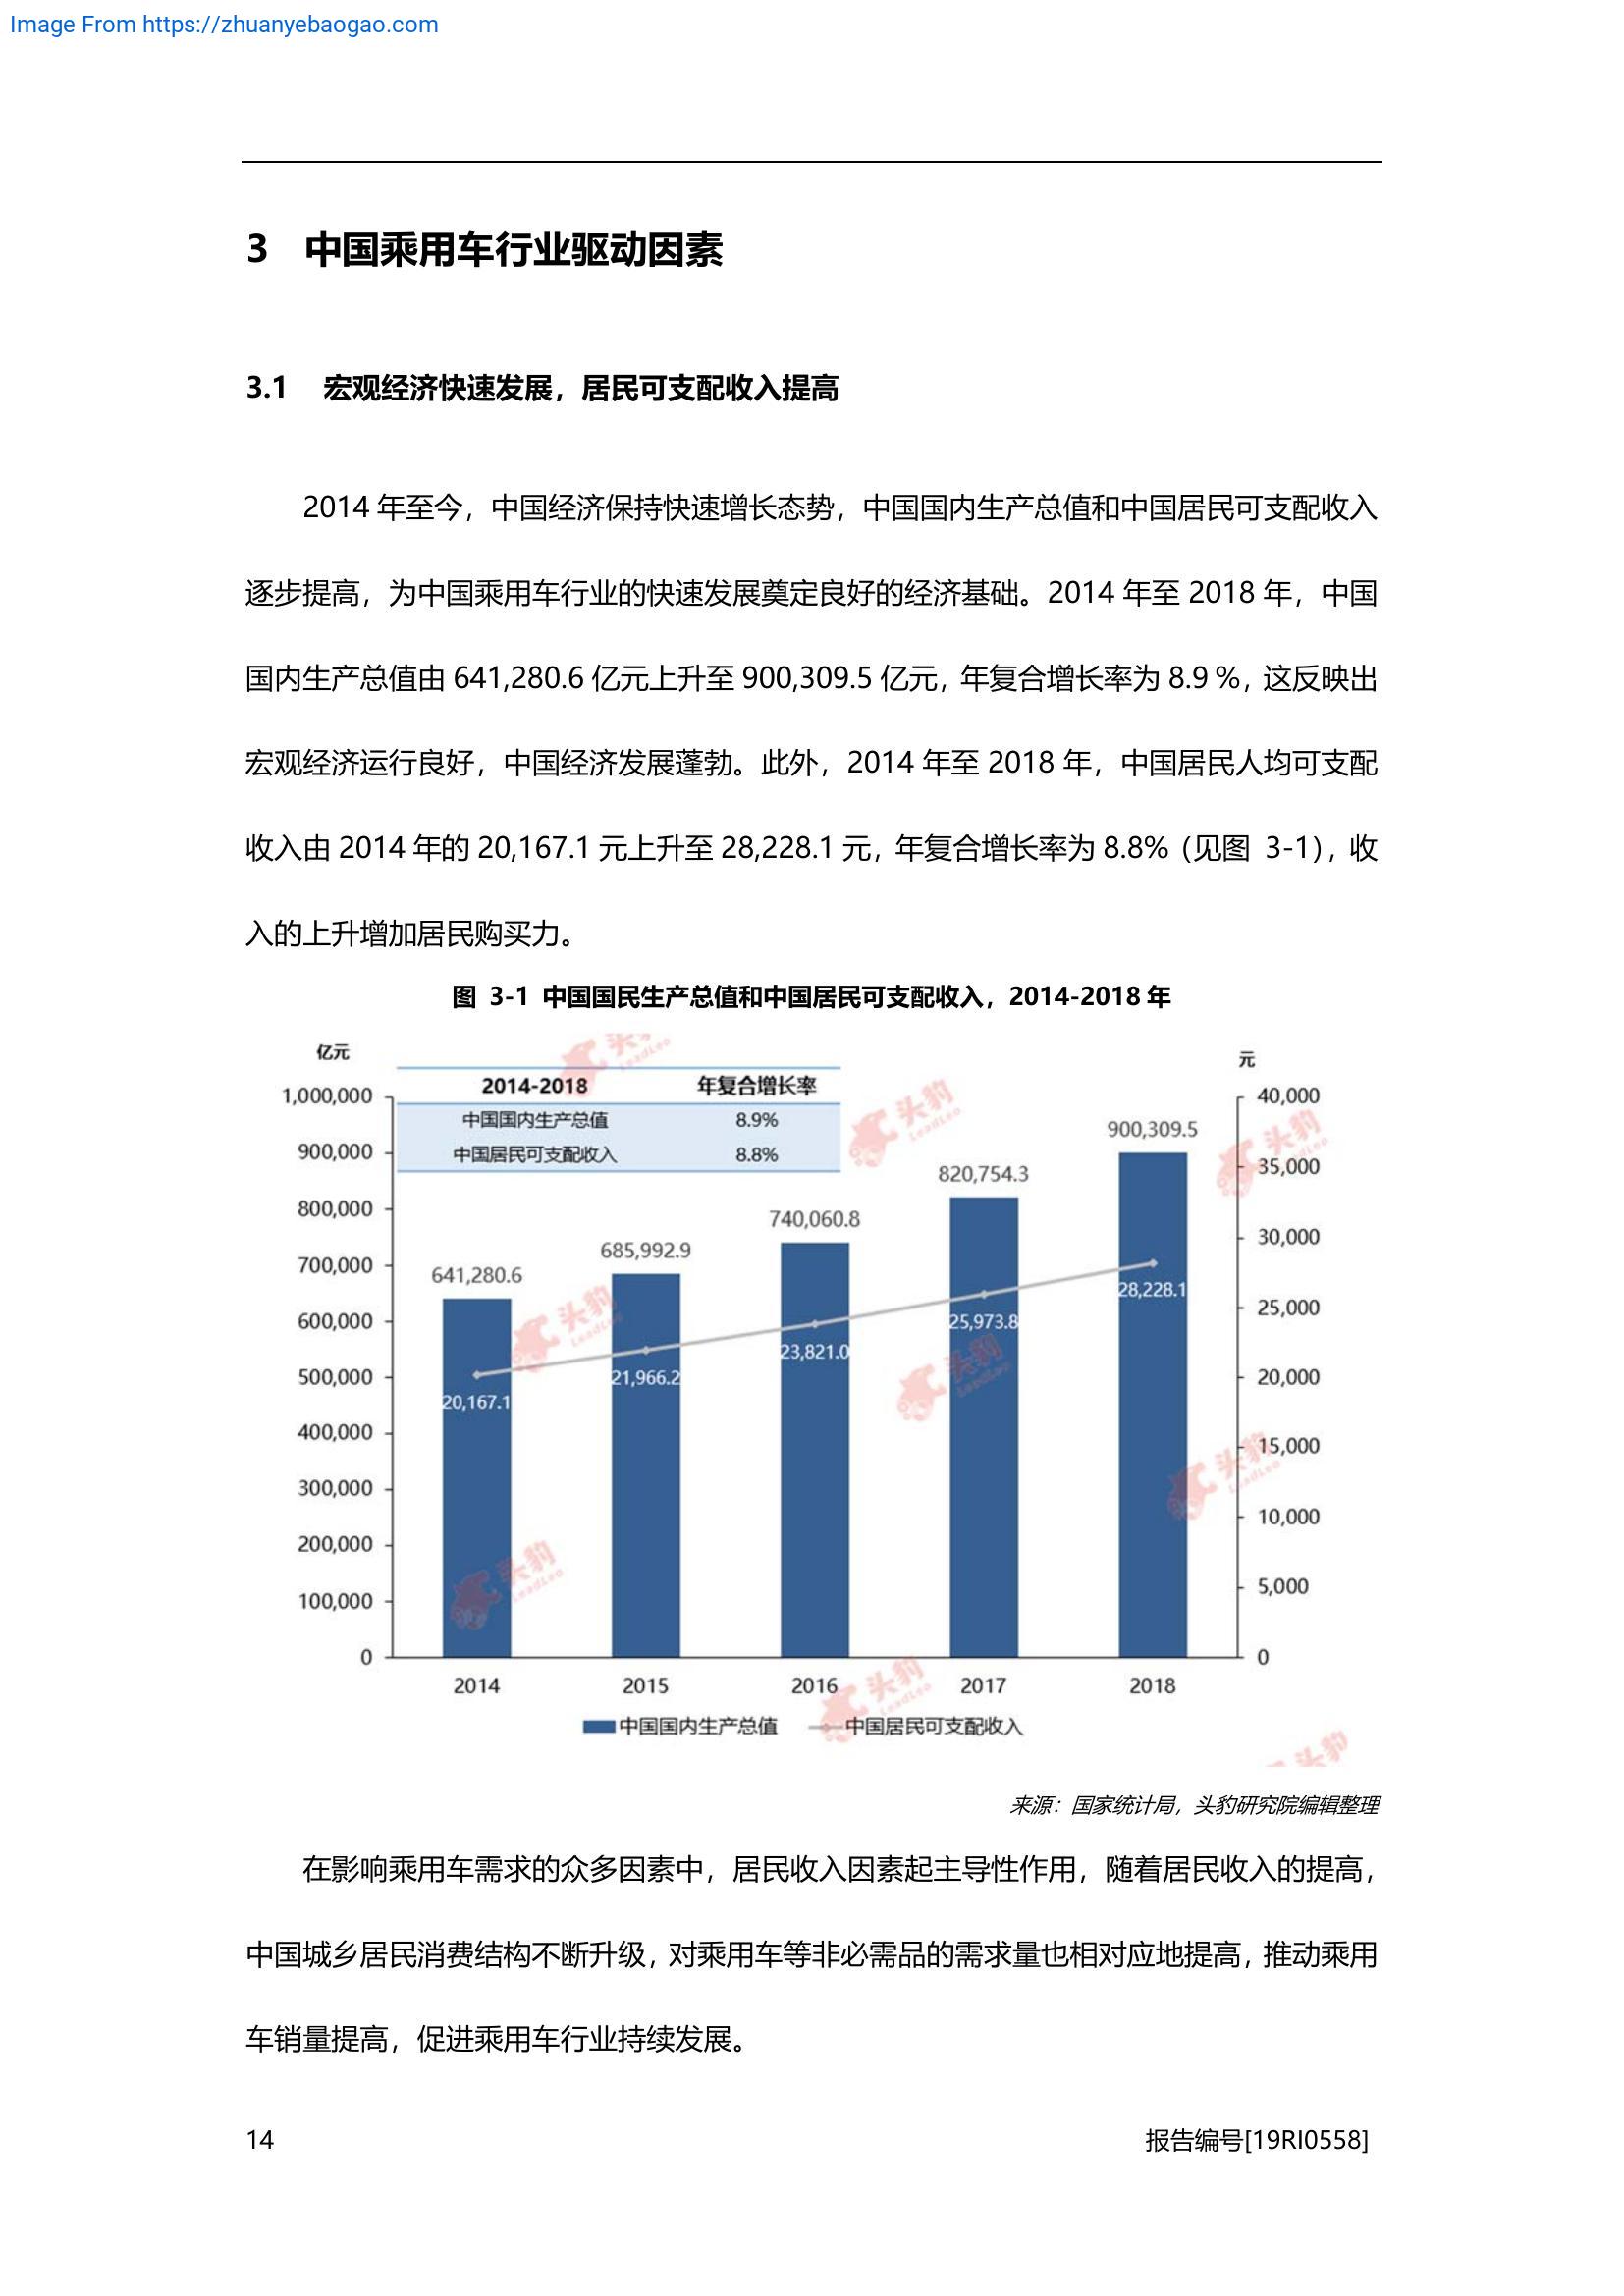 Image From https://zhuanyebaogao.com
3 中国乘用车行业驱动因素
3.1 宏观经济快速发展，居民可支配收入提高
2014 年至今，中国经济保持快速增长态势，中国国内生产总值和中国居民可支配收入
逐步提高，为中国乘用车行业的快速发展奠定良好的经济基础。2014 年至 2018 年，中国
国内生产总值由 641,280.6 亿元上升至 900,309.5 亿元，年复合增长率为 8.9 %，这反映出
宏观经济运行良好，中国经济发展蓬勃。此外，2014 年至 2018 年，中国居民人均可支配
收入由 2014 年的 20,167.1 元上升至 28,228.1 元，年复合增长率为 8.8%（见图 3-1），收
入的上升增加居民购买力。
图 3-1 中国国民生产总值和中国居民可支配收入，2014-2018 年
亿元
元
2014-2018 年复合增长率
中国国内生产总值 8.9%
中国居民可支配收入 8.8%
1,000,000
900,000
800,000
700,000
600,000
500,000
400,000
300,000
200,000
100,000
0
641,280.6
685,992.9
740,060.8
820,754.3
900,309.5
20,167.1
21,966.2
23,821.0
25,973.8
28,228.1
40,000
35,000
30,000
25,000
20,000
15,000
10,000
5,000
0
2014 2015 2016 2017 2018
中国国内生产总值 中国居民可支配收入
头豹
LeadLeo
头豹
LeadLeo
头豹
头豹
LeadLeo
头豹
LeadLeo
头豹
LeadLeo
头豹
LeadLeo
头豹
LeadLeo
头豹
来源：国家统计局，头豹研究院编辑整理
在影响乘用车需求的众多因素中，居民收入因素起主导性作用，随着居民收入的提高，
中国城乡居民消费结构不断升级，对乘用车等非必需品的需求量也相对应地提高，推动乘用
车销量提高，促进乘用车行业持续发展。
14
报告编号[19RI0558]